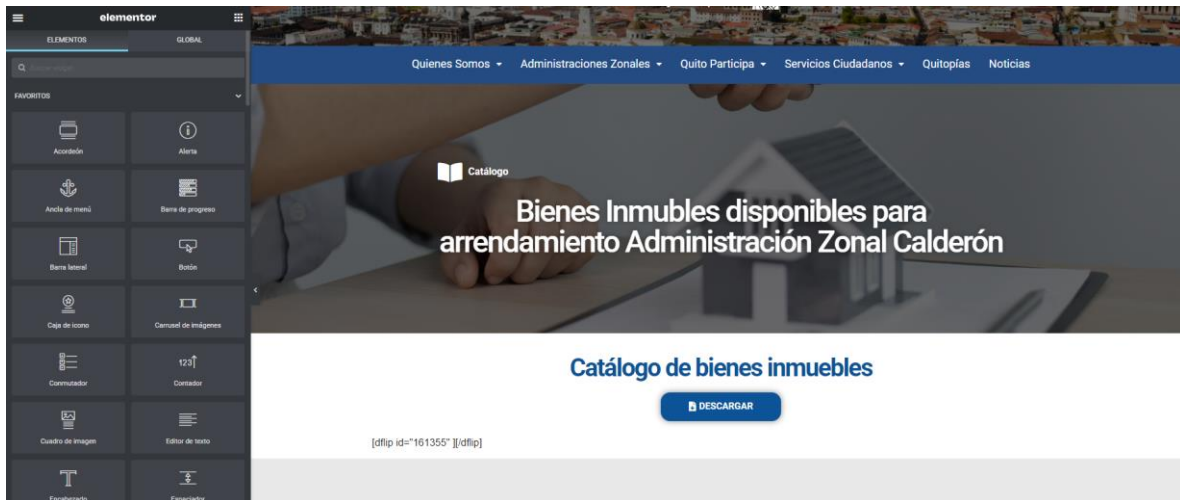 elementor
ELEMENTOS
GLOBAL
FAVORITOS
Acordeón
Alerta
Ancla de menú
Barra de progreso
Barra lateral
Botón
Caja de icono
Carrusel de imágenes
123
Conmutador
Contador
Cuadro de imagen
Editor de texto
Encabezado
Espaciador
Quienes Somos
Administraciones Zonales
Quito Participa
Servicios Ciudadanos
Quitopías
Noticias
Catálogo
Bienes Inmubles disponibles para
arrendamiento Administración Zonal Calderón
Catálogo de bienes inmuebles
DESCARGAR
[dflip id="161355" ][/dflip]